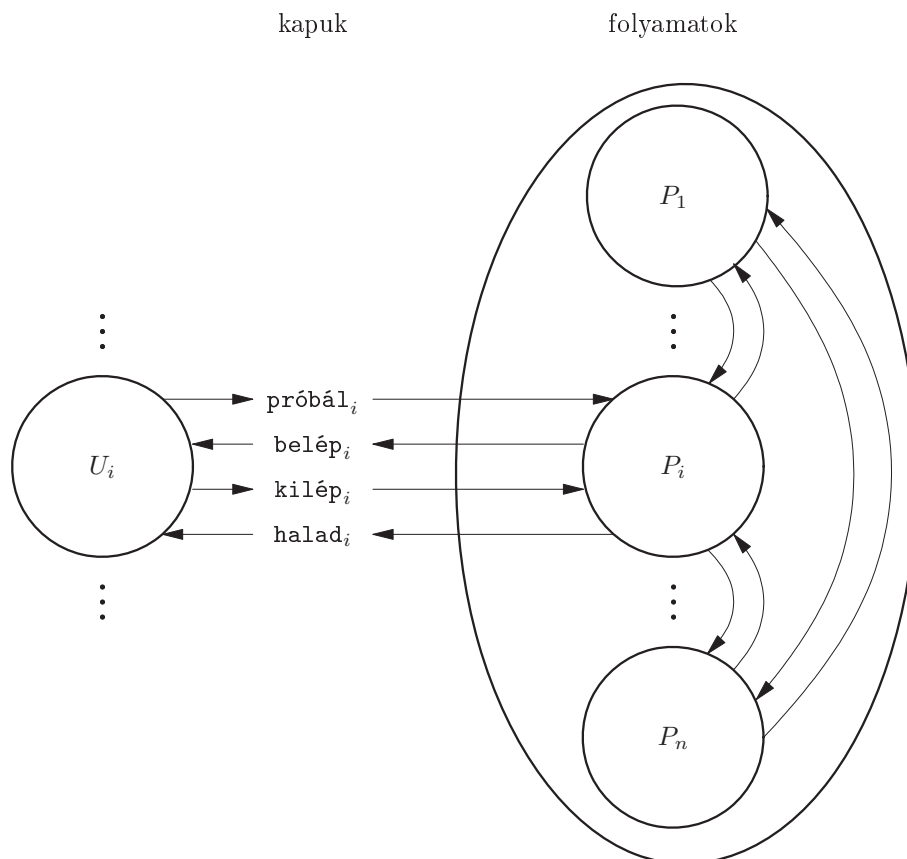 kapuk folyamatok
P₁
próbálᵢ
belépᵢ
Uᵢ Pᵢ
kilépᵢ
haladᵢ
Pₙ